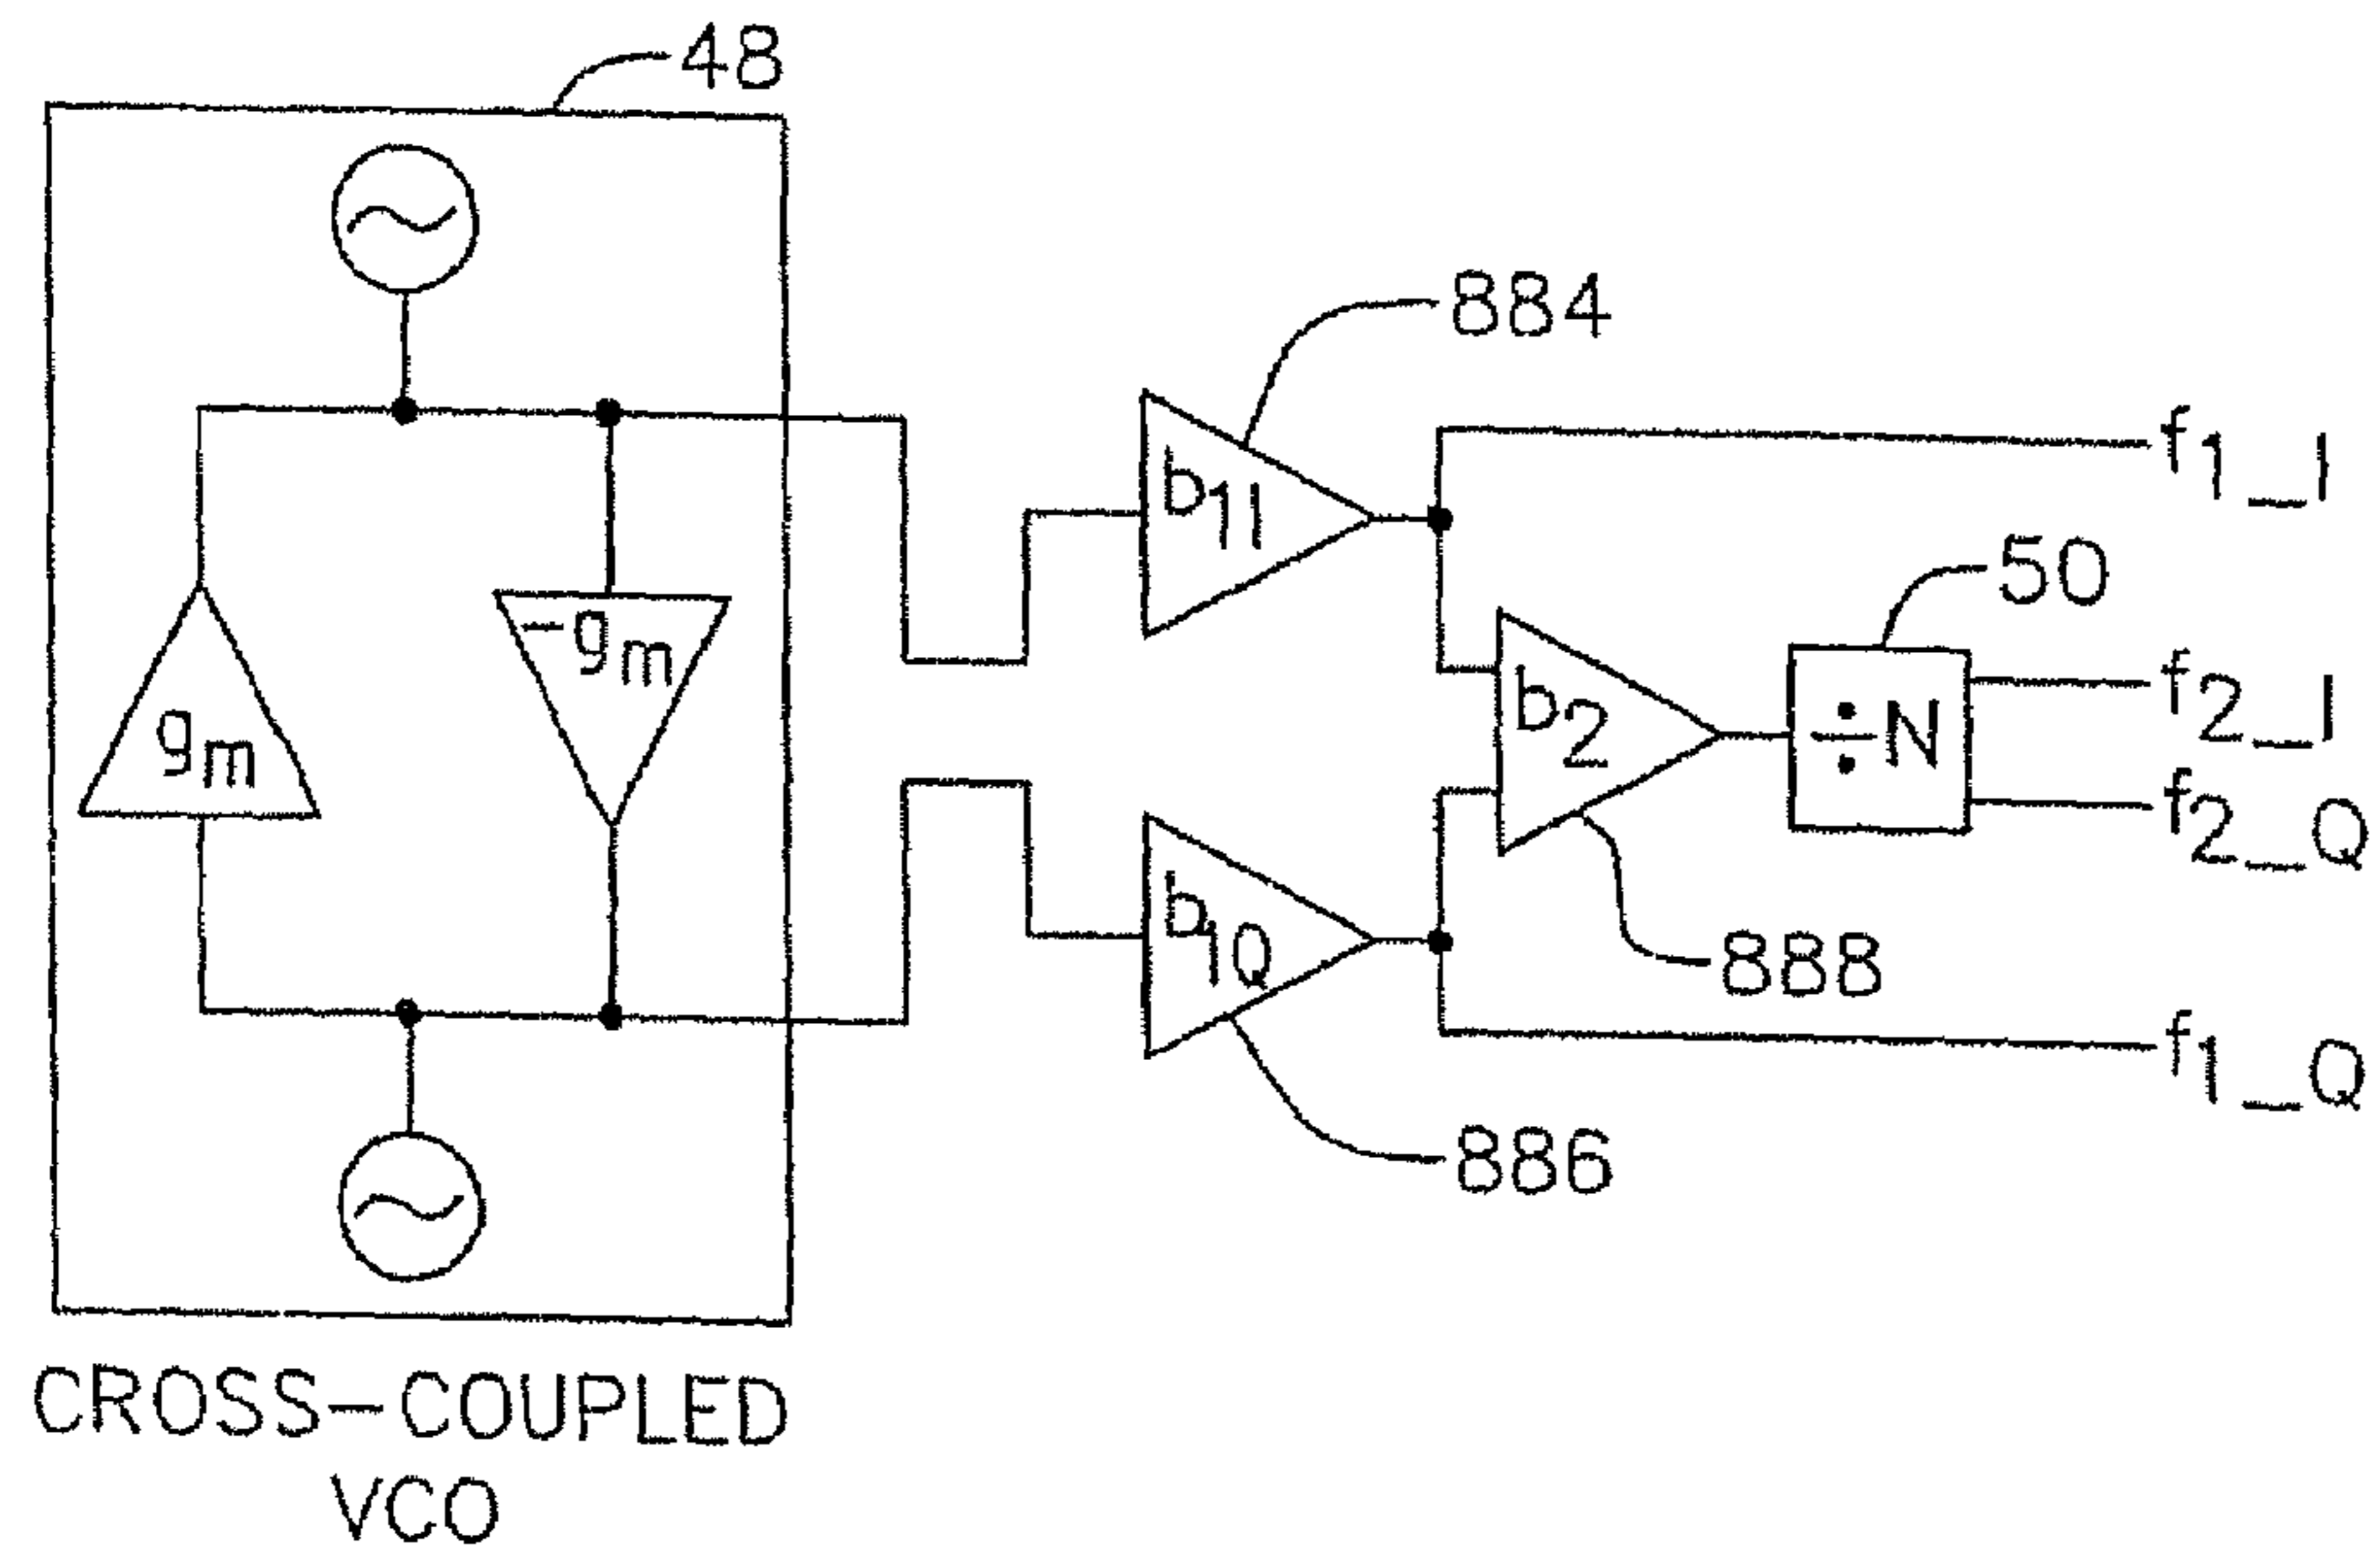 48
884
b1I
f1_I
50
-gm
gm
b2
÷N
f2_I
f2_Q
b1Q
888
f1_Q
886
CROSS-COUPLED
VCO